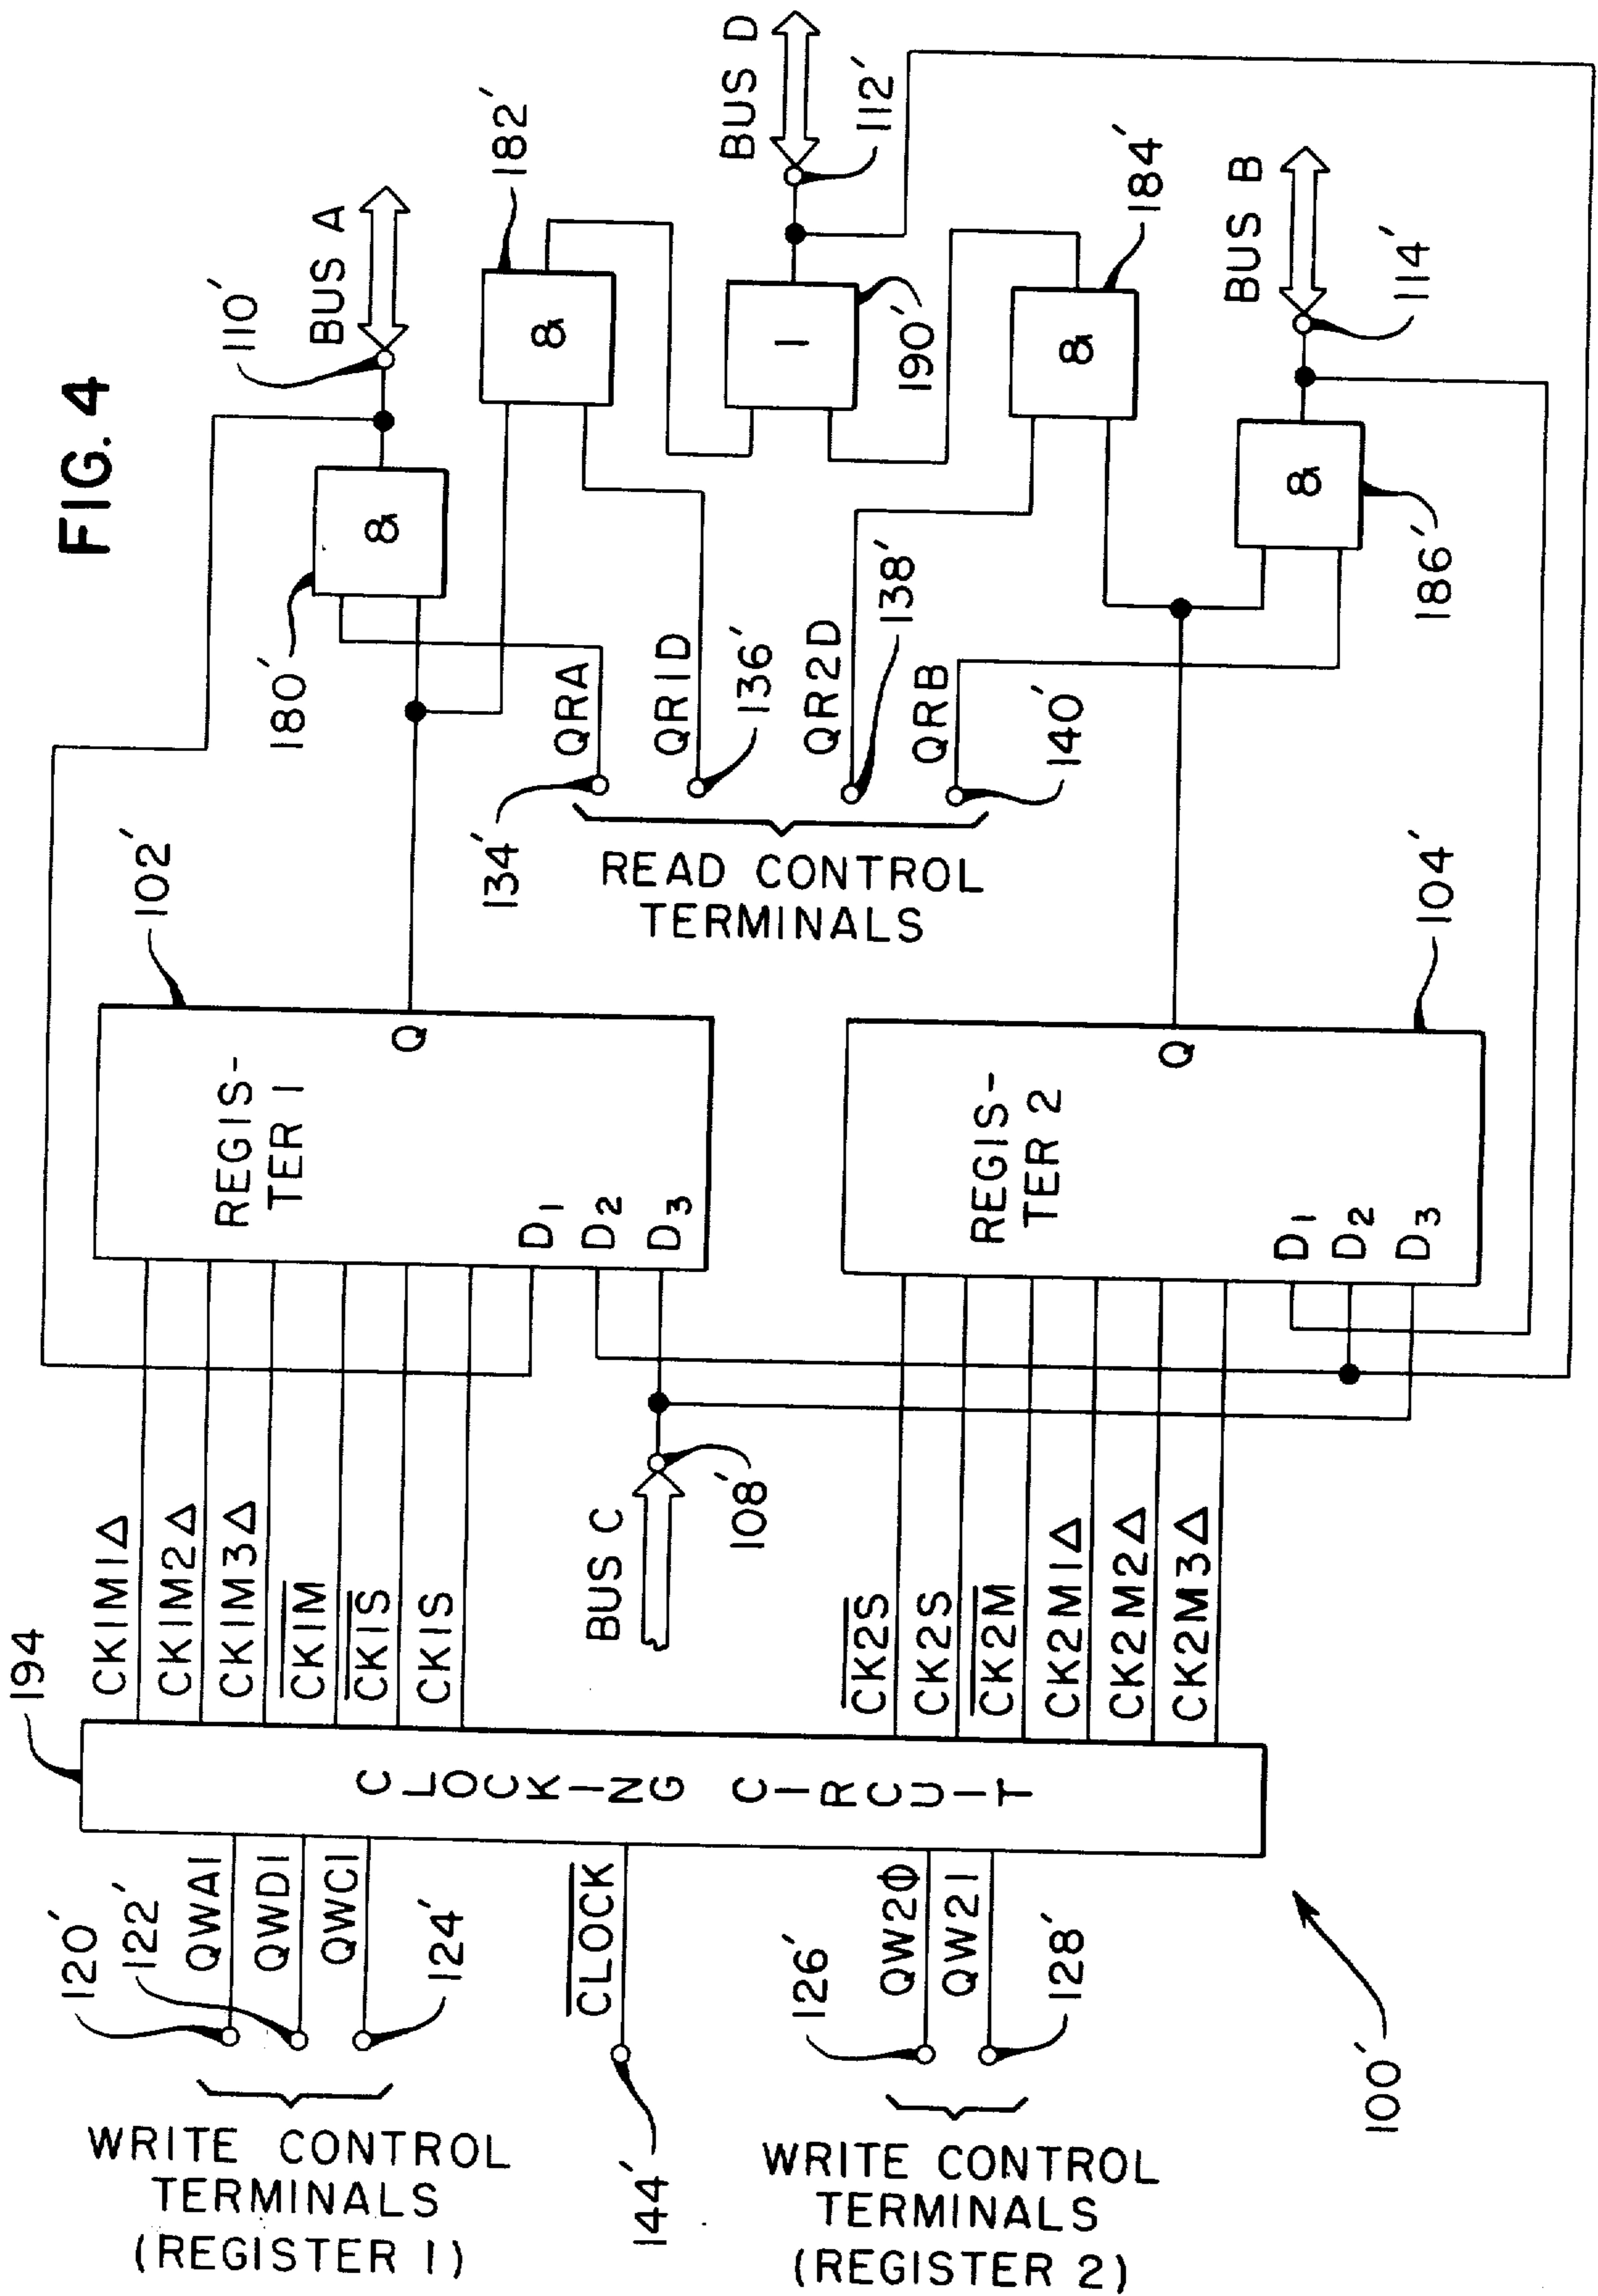 FIG. 4
194
CK1M1Δ
CK1M2Δ
CK1M3Δ
CK1M
CK1S
CK1S
120'
122'
QWA1
QWD1
QWC1
124'
WRITE CONTROL
TERMINALS
(REGISTER 1)
CLOCK
144'
CLOCKING CIRCUIT
BUS C
108'
CK2S
CK2S
CK2M
CK2M1Δ
CK2M2Δ
CK2M3Δ
126'
QW2Φ
QW21
128'
WRITE CONTROL
TERMINALS
(REGISTER 2)
100'
102'
REGIS-
TER 1
Q
D1
D2
D3
104'
REGIS-
TER 2
Q
D1
D2
D3
110'
BUS A
180'
&
182'
&
134'
QRA
QR1D
136'
QR2D
138'
QRB
140'
READ CONTROL
TERMINALS
BUS D
112'
1
190'
&
184'
BUS B
114'
&
186'